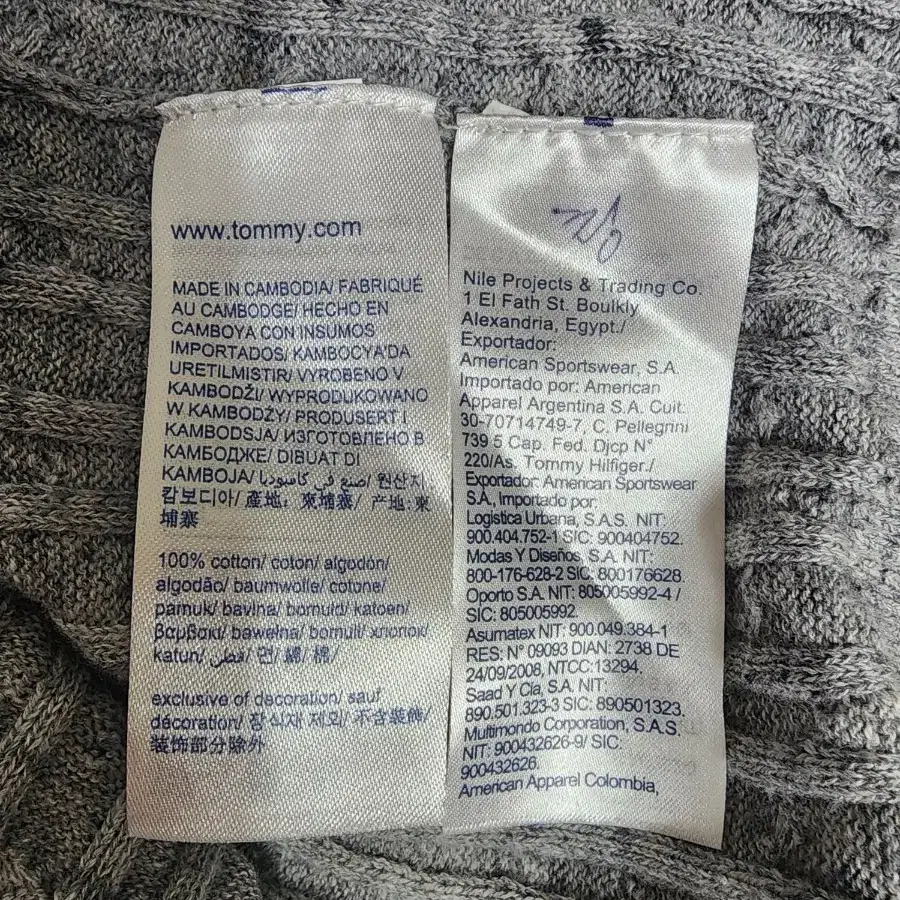 www.tommy.com
MADE IN CAMBODIA/ FABRIQUÉ
AU CAMBODGE/ HECHO EN
CAMBOYA CON INSUMOS
IMPORTADOS/ KAMBOCYA'DA
URETILMISTIR/ VYROBENO V
KAMBODŽI/ WYPRODUKOWANO
W KAMBODŻY/ PRODUSERT I
KAMBODSJA/ ИЗГОТОВЛЕНО В
КАМБОДЖЕ/ DIBUAT DI
KAMBOJA/ صنع في كامبوديا/ 원산지
캄보디아/ 產地: 柬埔寨/ 产地:柬
埔寨
100% cotton/ coton/ algodón/
algodão/ baumwolle/ cotone/
pamuk/ bavlna/ bomuld/ katoen/
βαμβακι/ bawełna/ bomull/ хлопок/
katun/ قطن/ 면/ 綿/ 棉/
exclusive of decoration/ sauf
décoration/ 장식재 제외/ 不含裝飾/
装饰部分除外
Nile Projects & Trading Co.
1 El Fath St. Boulkly
Alexandria, Egypt./
Exportador:
American Sportswear, S.A.
Importado por: American
Apparel Argentina S.A. Cuit.:
30-70714749-7, C. Pellegrini
739 5 Cap. Fed. Djcp N°
220/As. Tommy Hilfiger./
Exportador: American Sportswear
S.A, Importado por:
Logistica Urbana, S.A.S. NIT:
900.404.752-1 SIC: 900404752.
Modas Y Diseños, S.A. NIT:
800-176-628-2 SIC: 800176628.
Oporto S.A. NIT: 805005992-4 /
SIC: 805005992.
Asumatex NIT: 900.049.384-1
RES: N° 09093 DIAN: 2738 DE
24/09/2008, NTCC:13294.
Saad Y Cia, S.A. NIT.
890.501.323-3 SIC: 890501323.
Multimondo Corporation, S.A.S.
NIT: 900432626-9/ SIC:
900432626.
American Apparel Colombia,